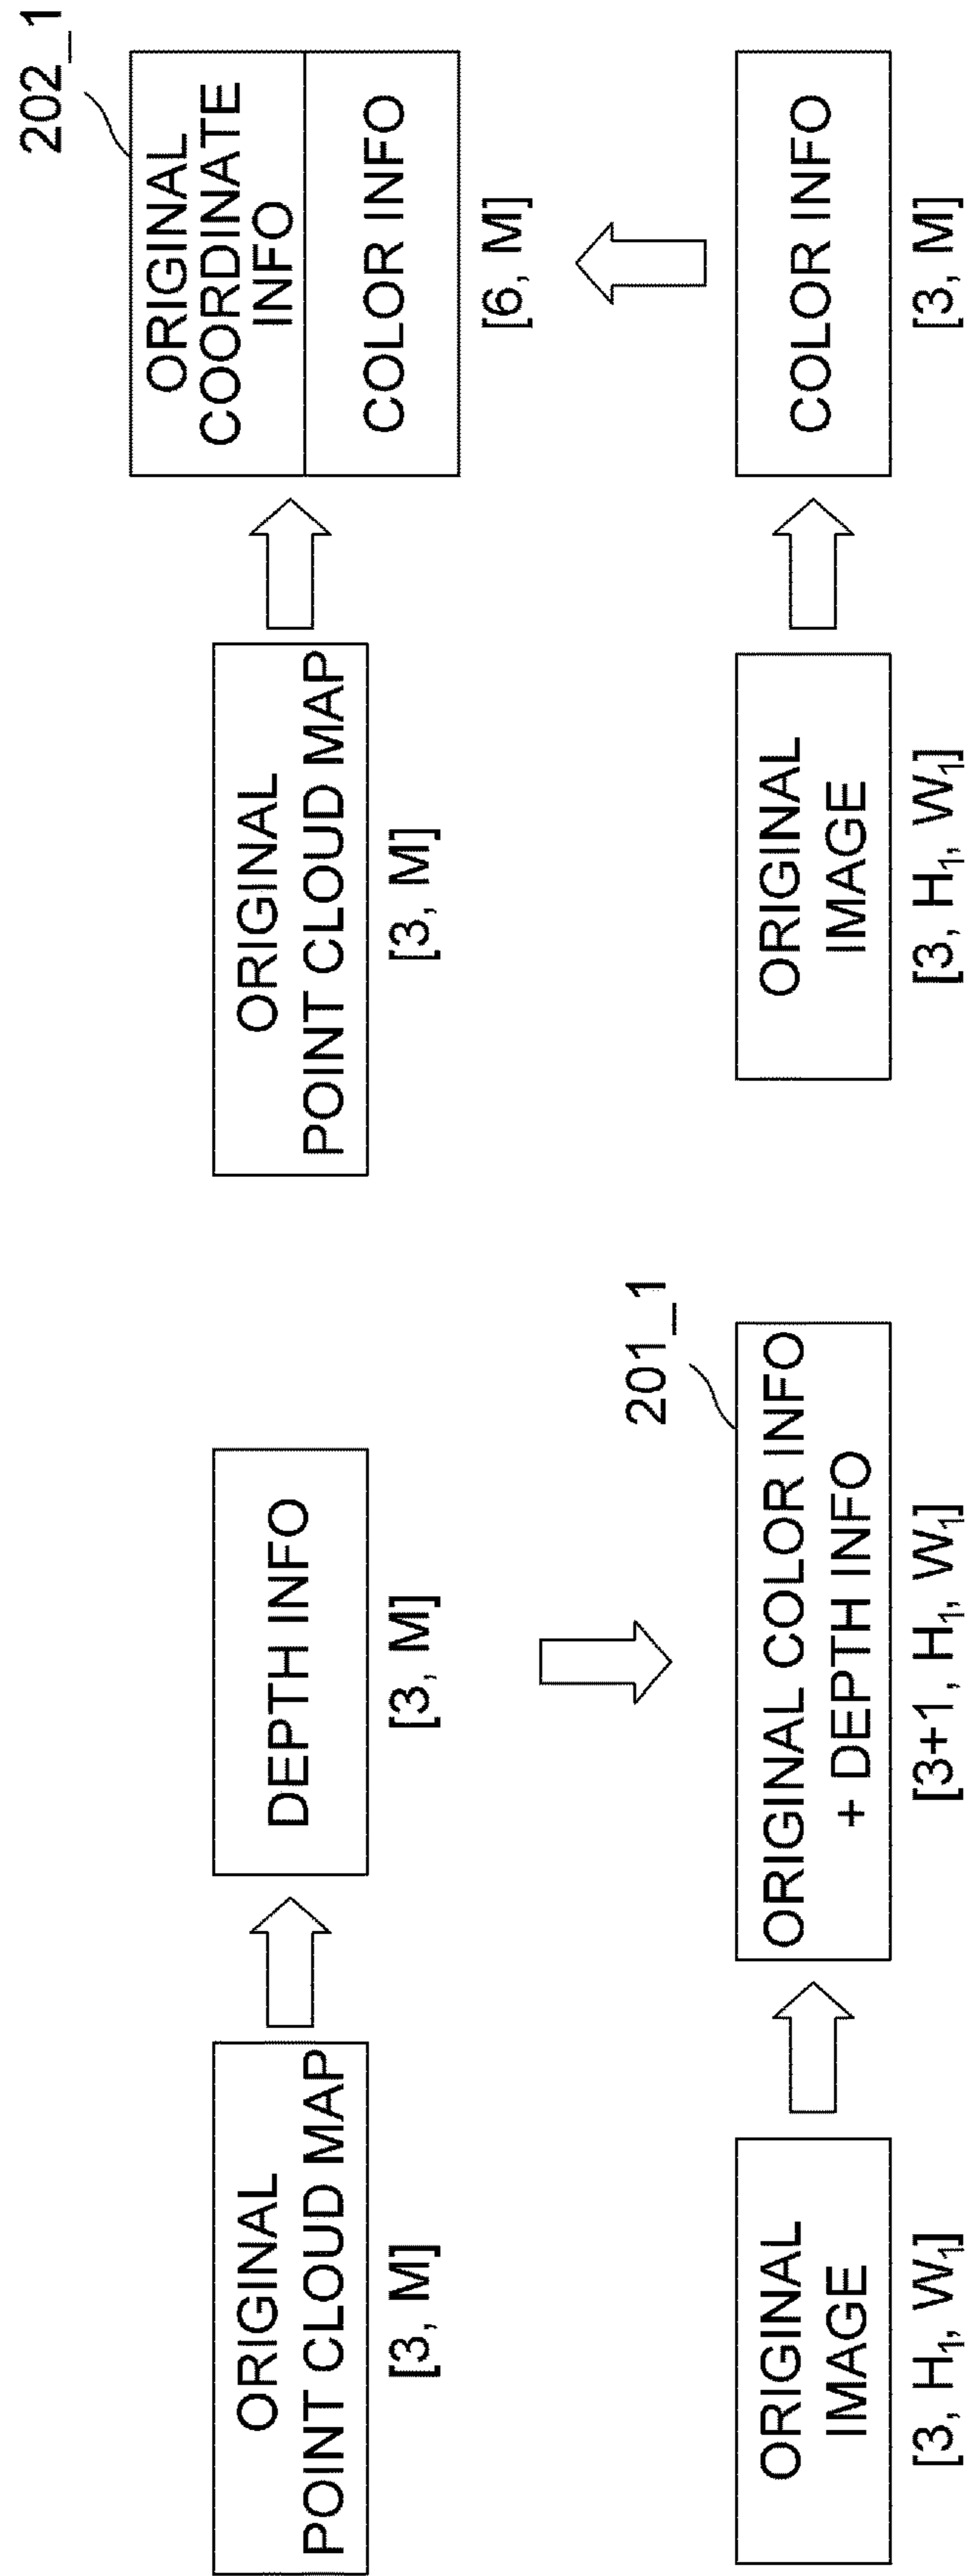 ORIGINAL
POINT CLOUD MAP
[3, M]
DEPTH INFO
[3, M]
ORIGINAL
IMAGE
[3, H₁, W₁]
201_1
ORIGINAL COLOR INFO
+ DEPTH INFO
[3+1, H₁, W₁]
ORIGINAL
POINT CLOUD MAP
[3, M]
202_1
ORIGINAL
COORDINATE
INFO
COLOR INFO
[6, M]
ORIGINAL
IMAGE
[3, H₁, W₁]
COLOR INFO
[3, M]